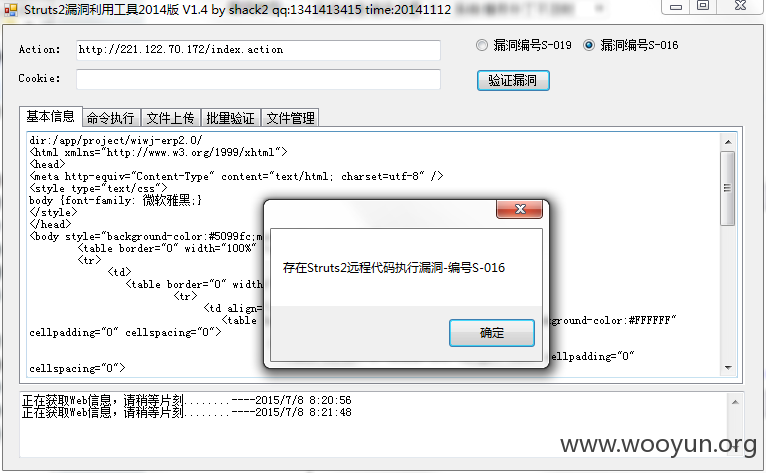 Struts2漏洞利用工具2014版 V1.4 by shack2 qq:1341413415 time:20141112
Action: http://221.122.70.172/index.action 漏洞编号S-019 漏洞编号S-016
Cookie: 验证漏洞
基本信息 命令执行 文件上传 批量验证 文件管理
dir:/app/project/wiwj-erp2.0/
<html xmlns="http://www.w3.org/1999/xhtml">
<head>
<meta http-equiv="Content-Type" content="text/html; charset=utf-8" />
<style type="text/css">
body {font-family: 微软雅黑;}
</style>
</head>
<body style="background-color:#5099fc;
<table border="0" width="100%"
<tr>
<td>
<table border="0" width
<tr>
<td align=
<table ground-color:#FFFFFF"
cellpadding="0" cellspacing="0">
cellpadding="0"
cellspacing="0">
存在Struts2远程代码执行漏洞-编号S-016
确定
正在获取Web信息，请稍等片刻........----2015/7/8 8:20:56
正在获取Web信息，请稍等片刻........----2015/7/8 8:21:48
www.wooyun.org